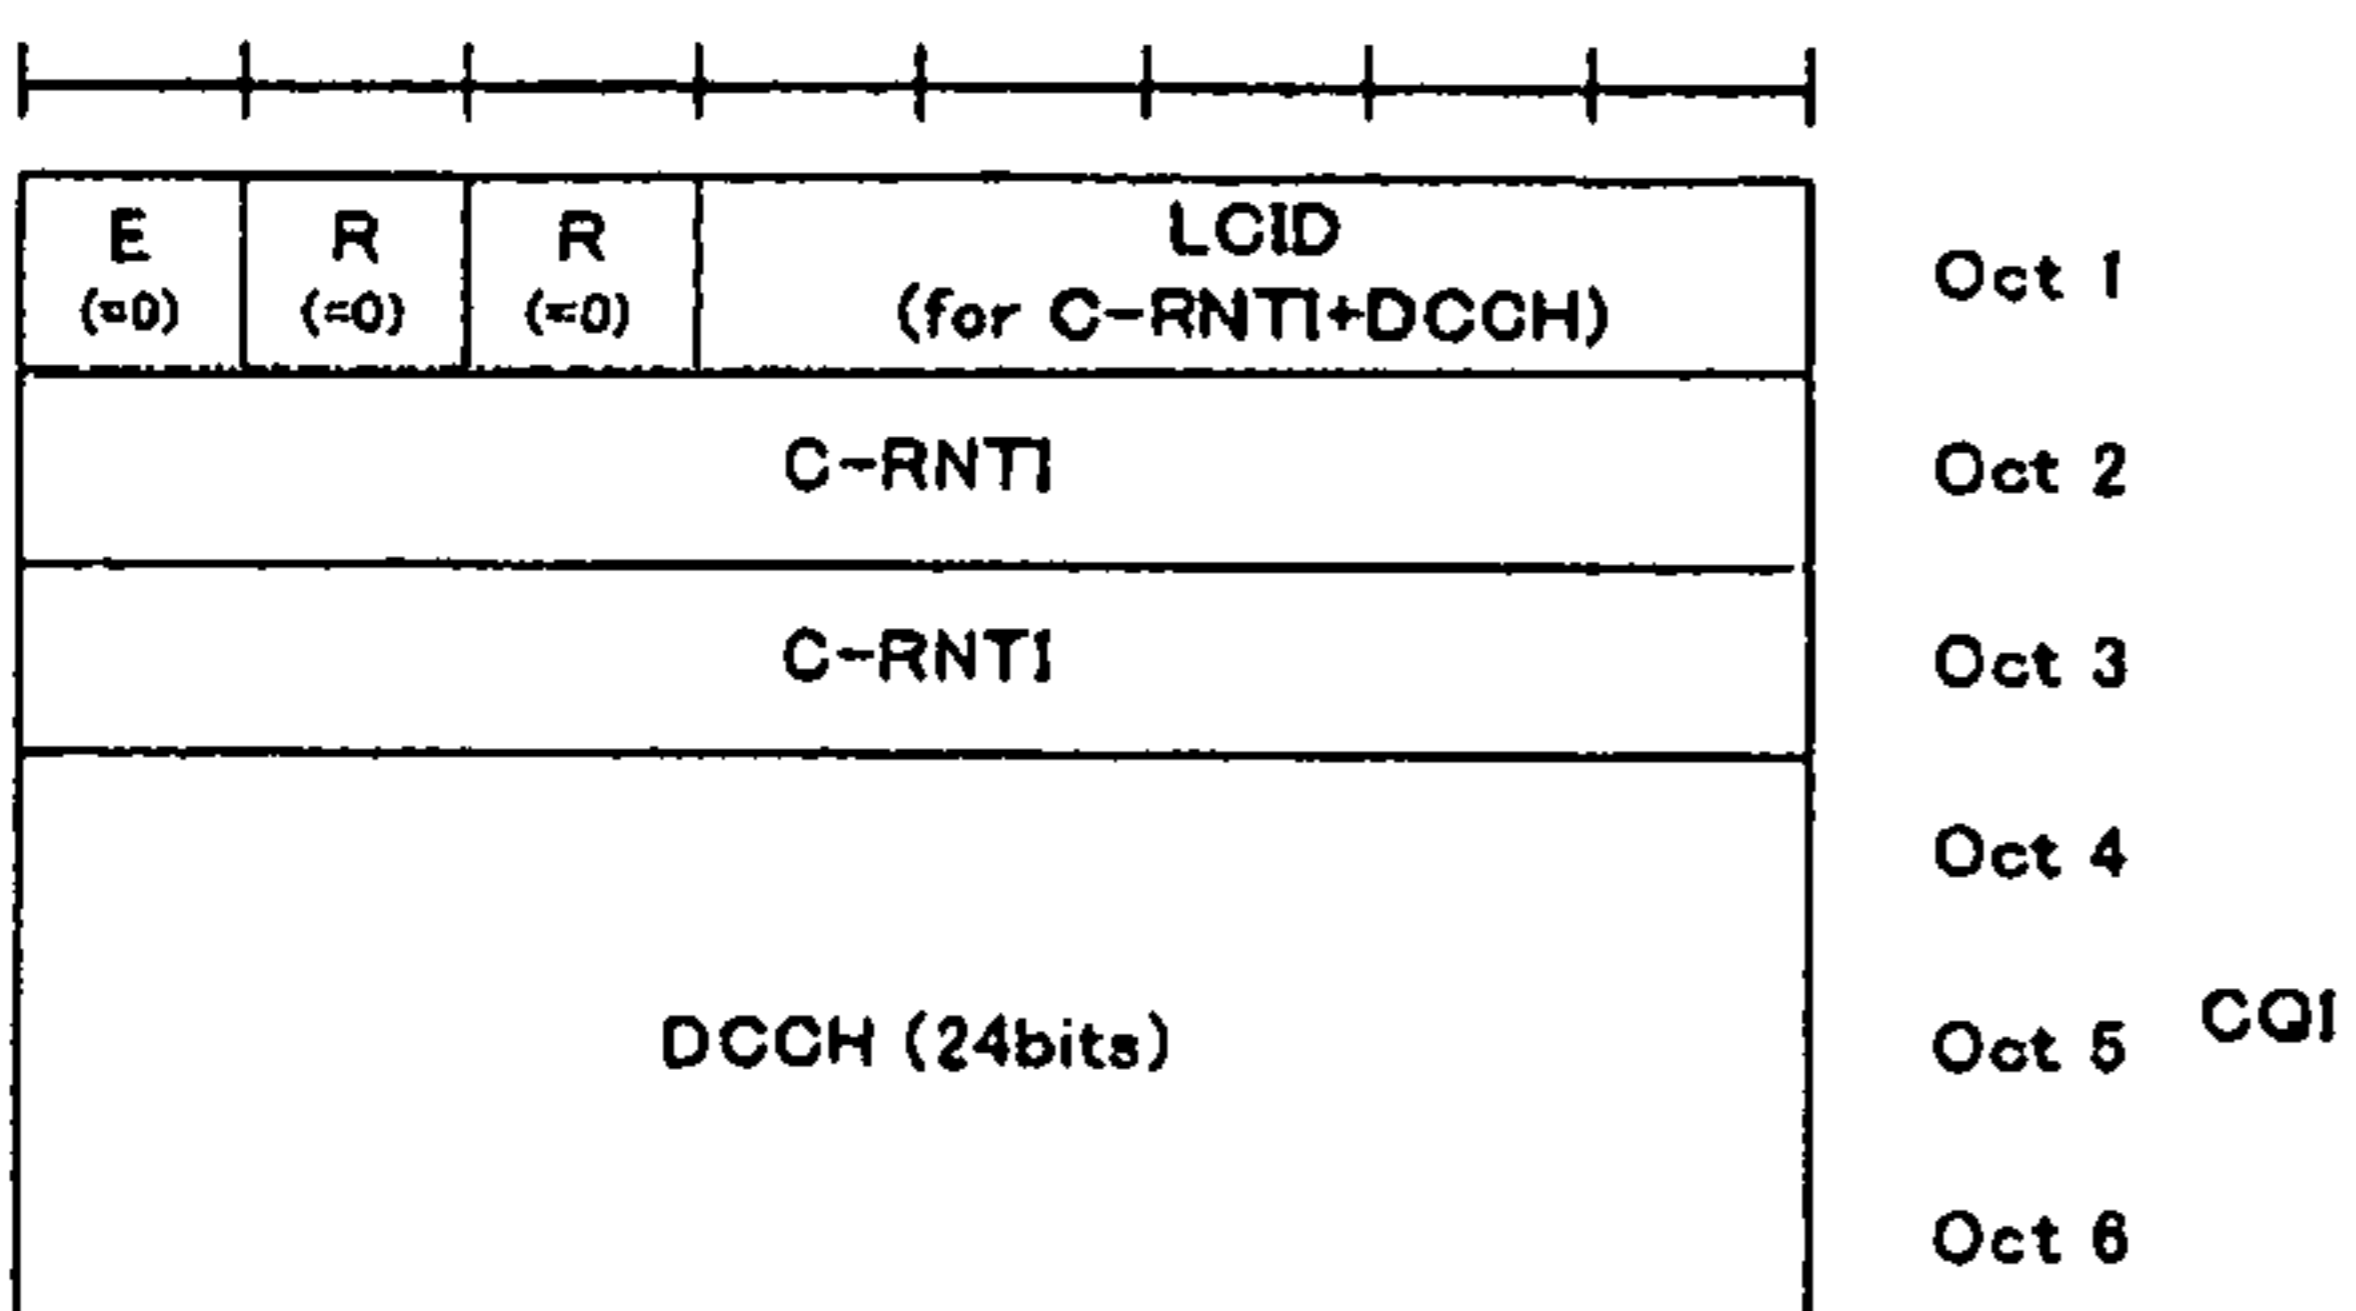 E R R LCID
(=0) (=0) (=0) (for C-RNTI+DCCH) Oct 1
C-RNTI Oct 2
C-RNTI Oct 3
Oct 4
DCCH (24bits) Oct 5 CQI
Oct 6